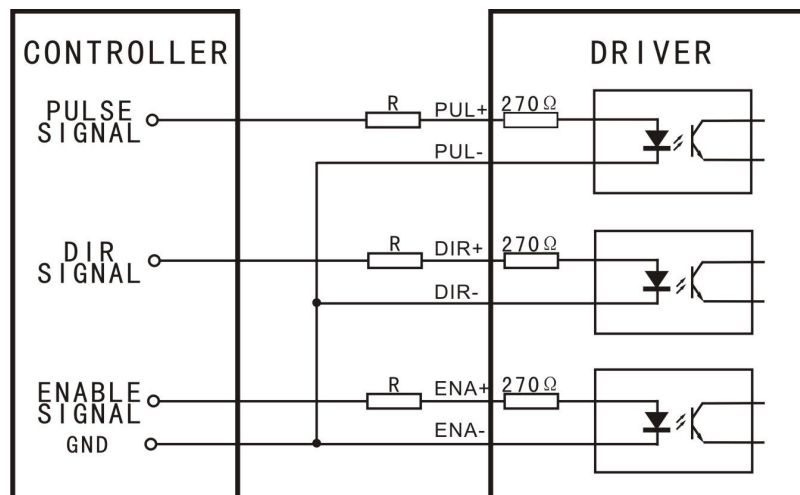 CONTROLLER
DRIVER
PULSE
SIGNAL
R
PUL+
270Ω
PUL-
DIR
SIGNAL
R
DIR+
270Ω
DIR-
ENABLE
SIGNAL
R
ENA+
270Ω
GND
ENA-